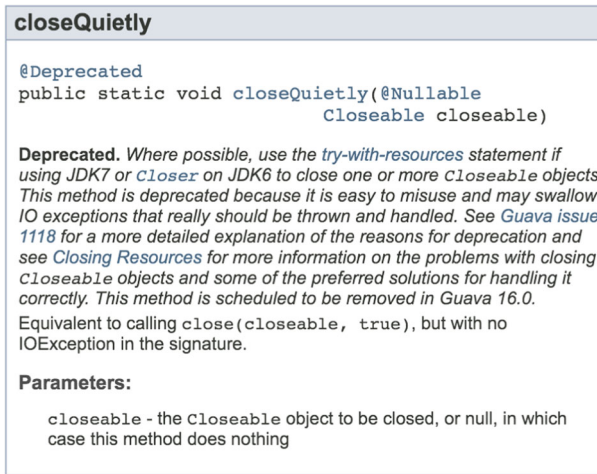 closeQuietly
@Deprecated
public static void closeQuietly(@Nullable
Closeable closeable)
Deprecated. Where possible, use the try-with-resources statement if
using JDK7 or Closer on JDK6 to close one or more Closeable objects
This method is deprecated because it is easy to misuse and may swallow
IO exceptions that really should be thrown and handled. See Guava issue
1118 for a more detailed explanation of the reasons for deprecation and
see Closing Resources for more information on the problems with closing
Closeable objects and some of the preferred solutions for handling it
correctly. This method is scheduled to be removed in Guava 16.0.
Equivalent to calling close(closeable, true), but with no
IOException in the signature.
Parameters:
closeable - the Closeable object to be closed, or null, in which
case this method does nothing